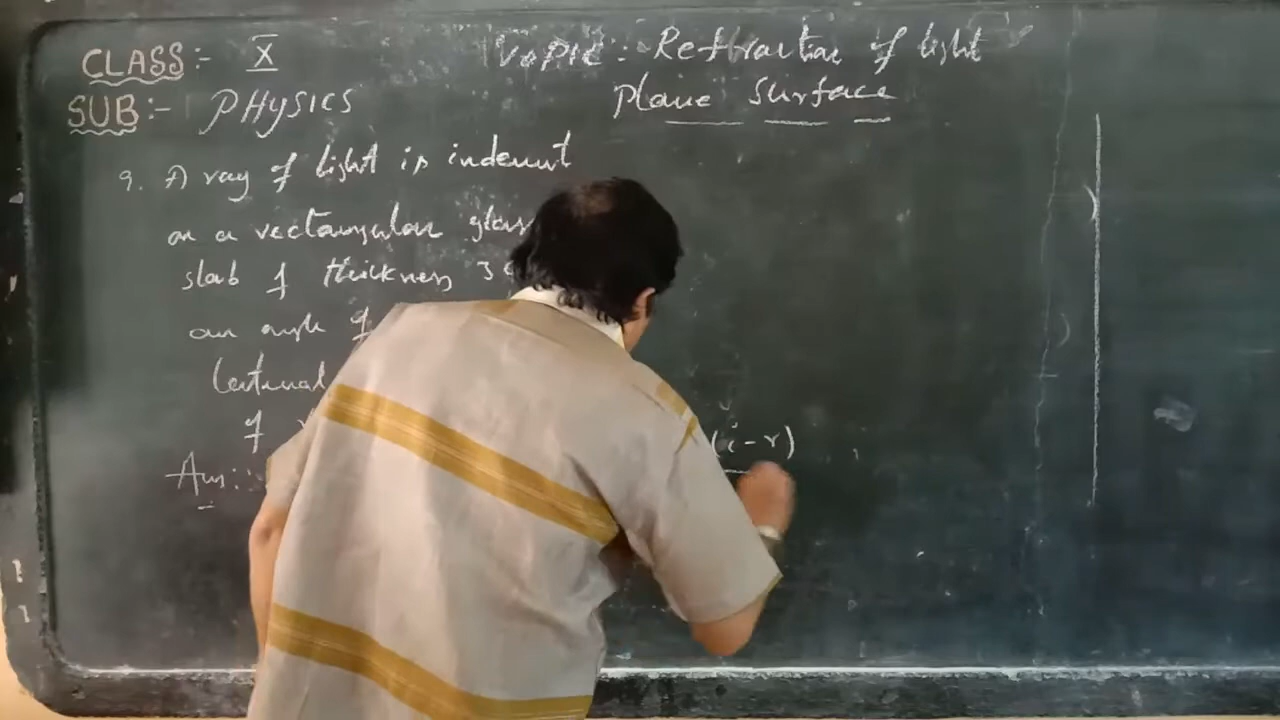 CLASS:- X
SUB:- PHYSICS
Topic:- Refraction of light
plane surface
9. A ray of light is incident
on a rectangular glass
slab of thickness 3
an angle of
lateral
of
Ans:-
(i-r)